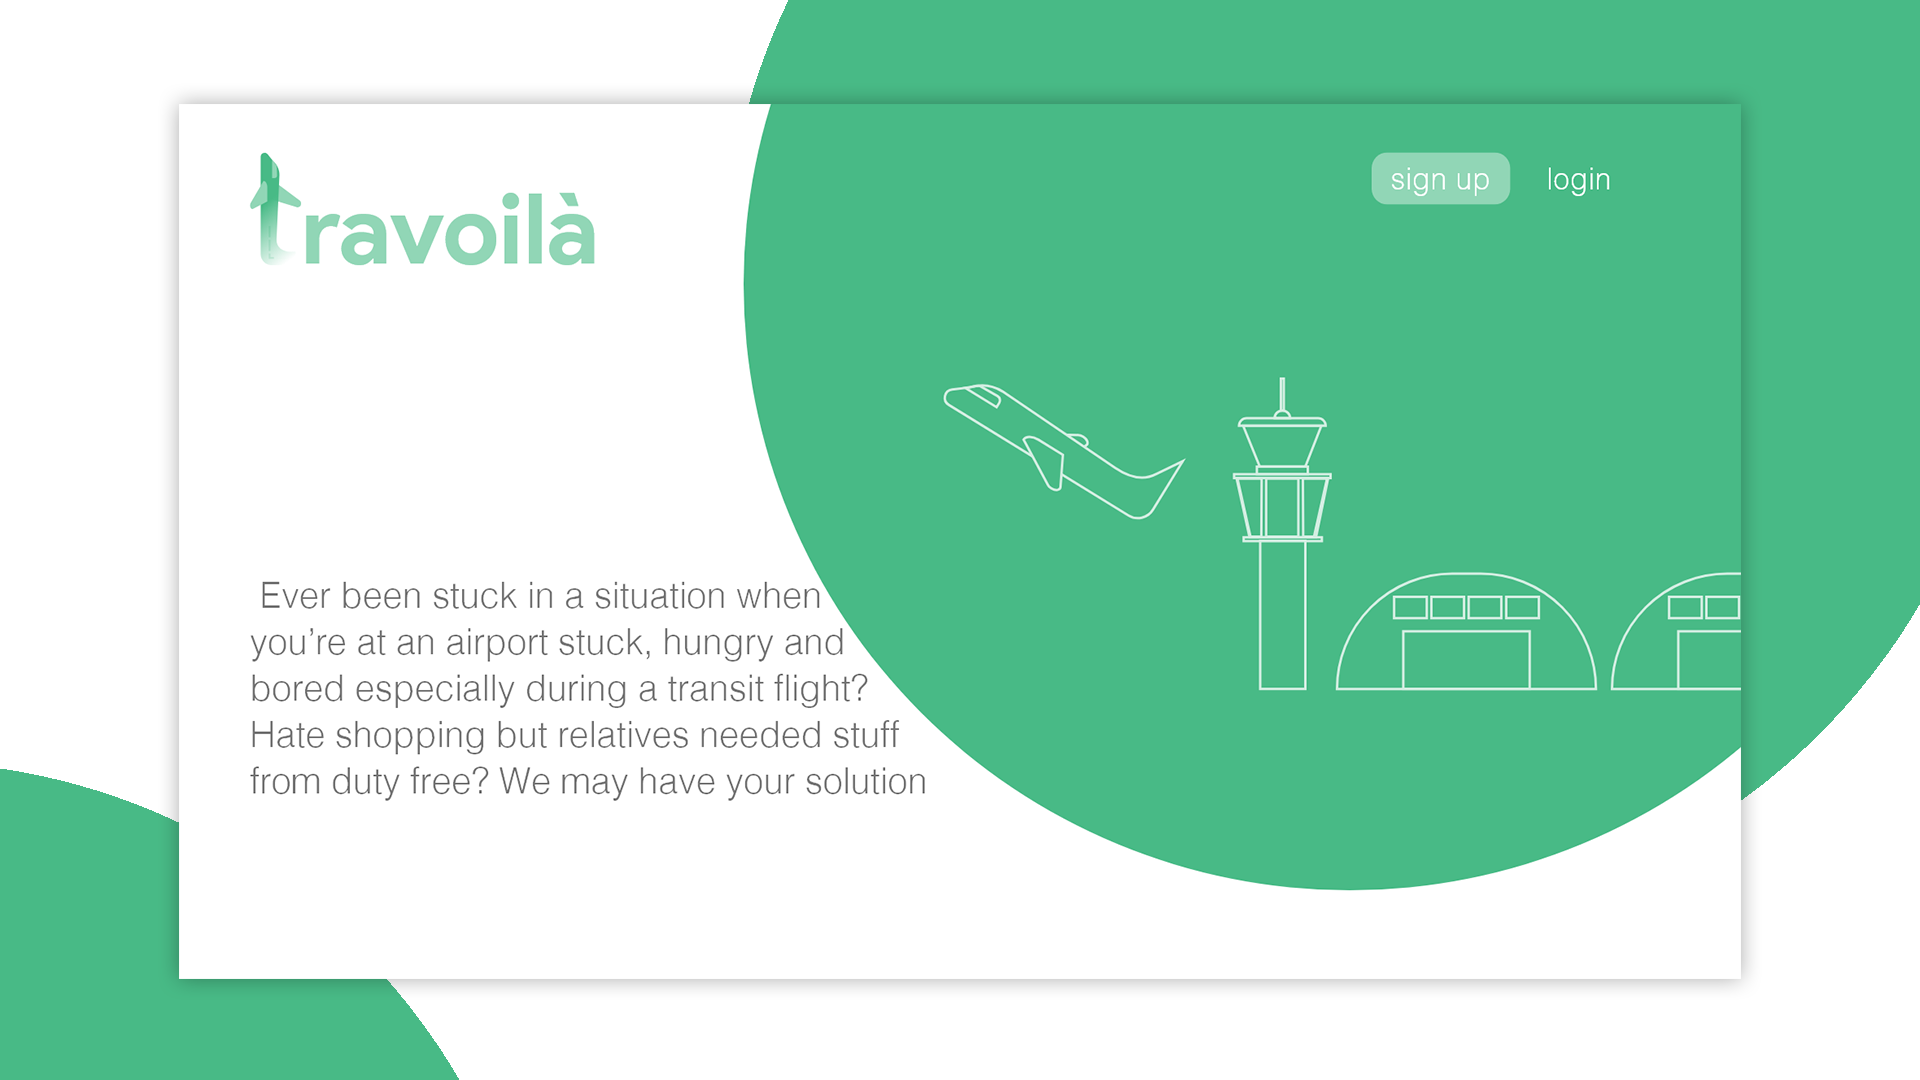 travoilà
sign up
login
Ever been stuck in a situation when
you’re at an airport stuck, hungry and
bored especially during a transit flight?
Hate shopping but relatives needed stuff
from duty free? We may have your solution